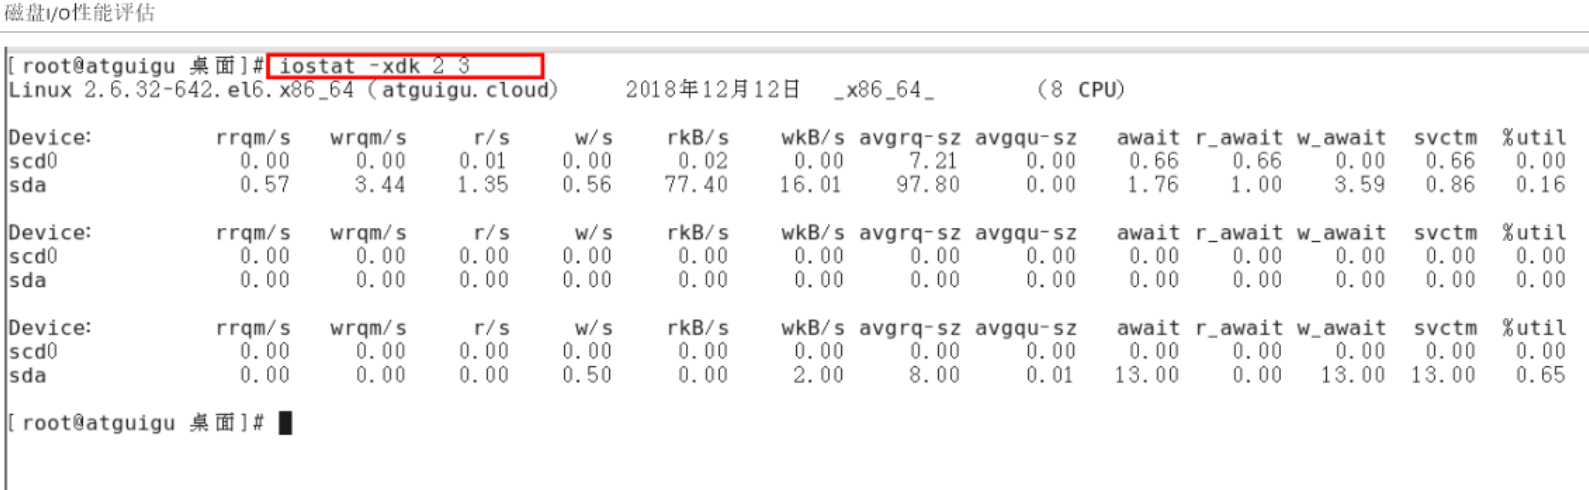 磁盘I/O性能评估
[root@atguigu 桌面]# iostat -xdk 2 3
Linux 2.6.32-642.el6.x86_64 (atguigu.cloud) 2018年12月12日 _x86_64_ (8 CPU)
Device: rrqm/s wrqm/s r/s w/s rkB/s wkB/s avgrq-sz avgqu-sz await r_await w_await svctm %util
scd0 0.00 0.00 0.01 0.00 0.02 0.00 7.21 0.00 0.66 0.66 0.00 0.66 0.00
sda 0.57 3.44 1.35 0.56 77.40 16.01 97.80 0.00 1.76 1.00 3.59 0.86 0.16
Device: rrqm/s wrqm/s r/s w/s rkB/s wkB/s avgrq-sz avgqu-sz await r_await w_await svctm %util
scd0 0.00 0.00 0.00 0.00 0.00 0.00 0.00 0.00 0.00 0.00 0.00 0.00 0.00
sda 0.00 0.00 0.00 0.00 0.00 0.00 0.00 0.00 0.00 0.00 0.00 0.00 0.00
Device: rrqm/s wrqm/s r/s w/s rkB/s wkB/s avgrq-sz avgqu-sz await r_await w_await svctm %util
scd0 0.00 0.00 0.00 0.00 0.00 0.00 0.00 0.00 0.00 0.00 0.00 0.00 0.00
sda 0.00 0.00 0.00 0.50 0.00 2.00 8.00 0.01 13.00 0.00 13.00 13.00 0.65
[root@atguigu 桌面]#